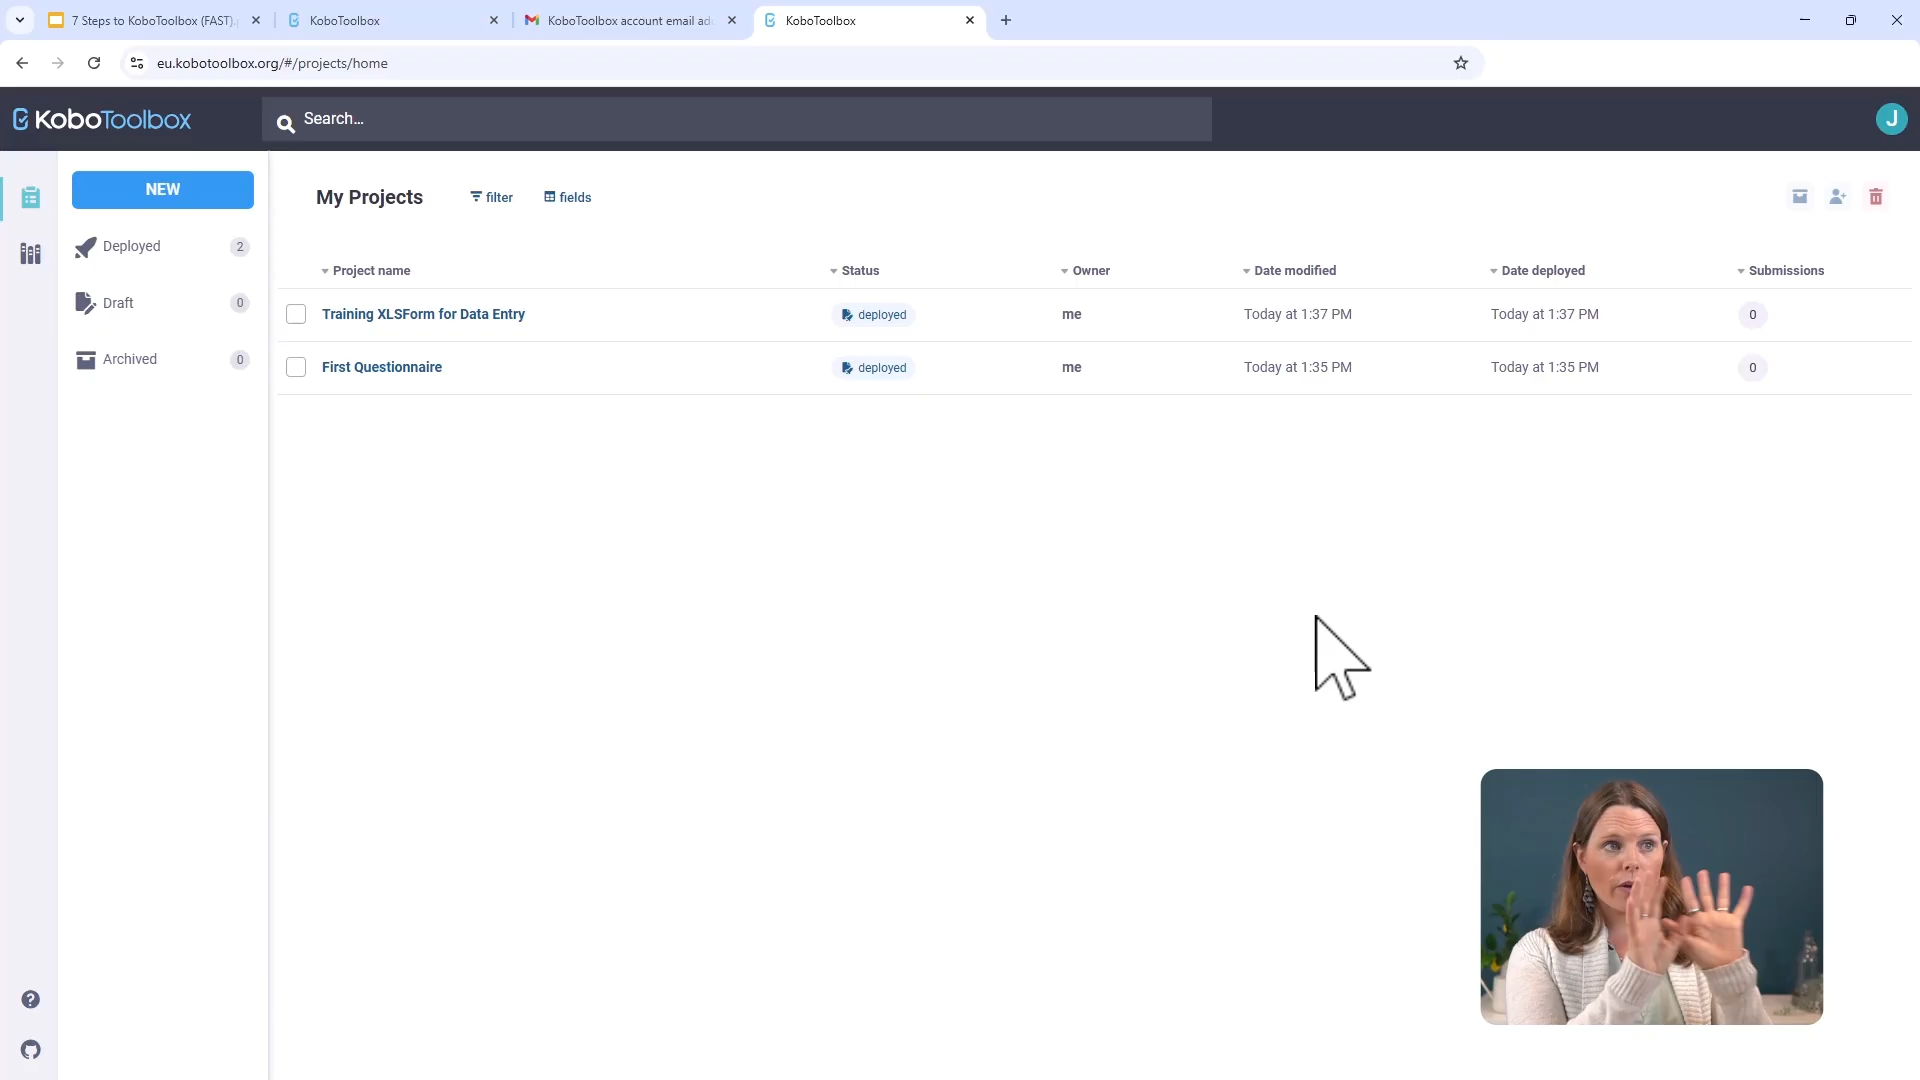 7 Steps to KoboToolbox (FAST).
KoboToolbox
KoboToolbox account email ad
KoboToolbox
eu.kobotoolbox.org/#/projects/home
KoboToolbox
Search...
J
NEW
Deployed
2
Draft
0
Archived
0
My Projects
filter
fields
Project name
Status
Owner
Date modified
Date deployed
Submissions
Training XLSForm for Data Entry
deployed
me
Today at 1:37 PM
Today at 1:37 PM
0
First Questionnaire
deployed
me
Today at 1:35 PM
Today at 1:35 PM
0